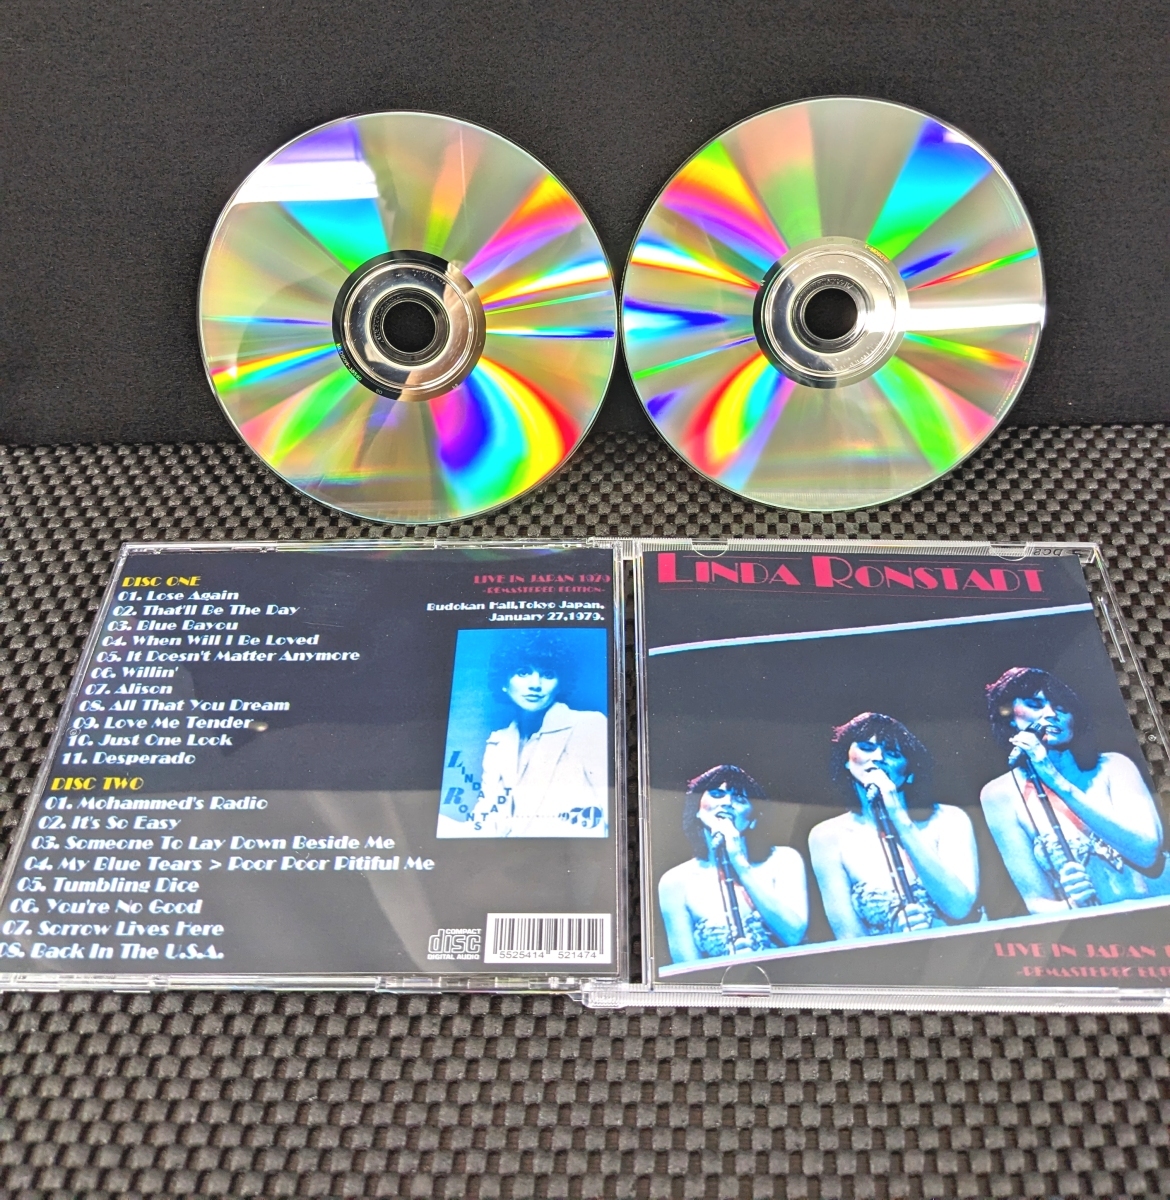 DISC ONE
01. Lose Again
02. That'll Be The Day
03. Blue Bayou
04. When Will I Be Loved
05. It Doesn't Matter Anymore
06. Willin'
07. Alison
08. All That You Dream
09. Love Me Tender
10. Just One Look
11. Desperado
DISC TWO
01. Mohammed's Radio
02. It's So Easy
03. Someone To Lay Down Beside Me
04. My Blue Tears > Poor Poor Pitiful Me
05. Tumbling Dice
06. You're No Good
07. Sorrow Lives Here
08. Back In The U.S.A.
LIVE IN JAPAN 1979
-REMASTERED EDITION-
Budokan Hall,Tokyo Japan,
January 27,1979.
LINDA
RONSTADT
1979
COMPACT
disc
DIGITAL AUDIO
5525414 521474
LINDA RONSTADT
LIVE IN JAPAN
-REMASTERED